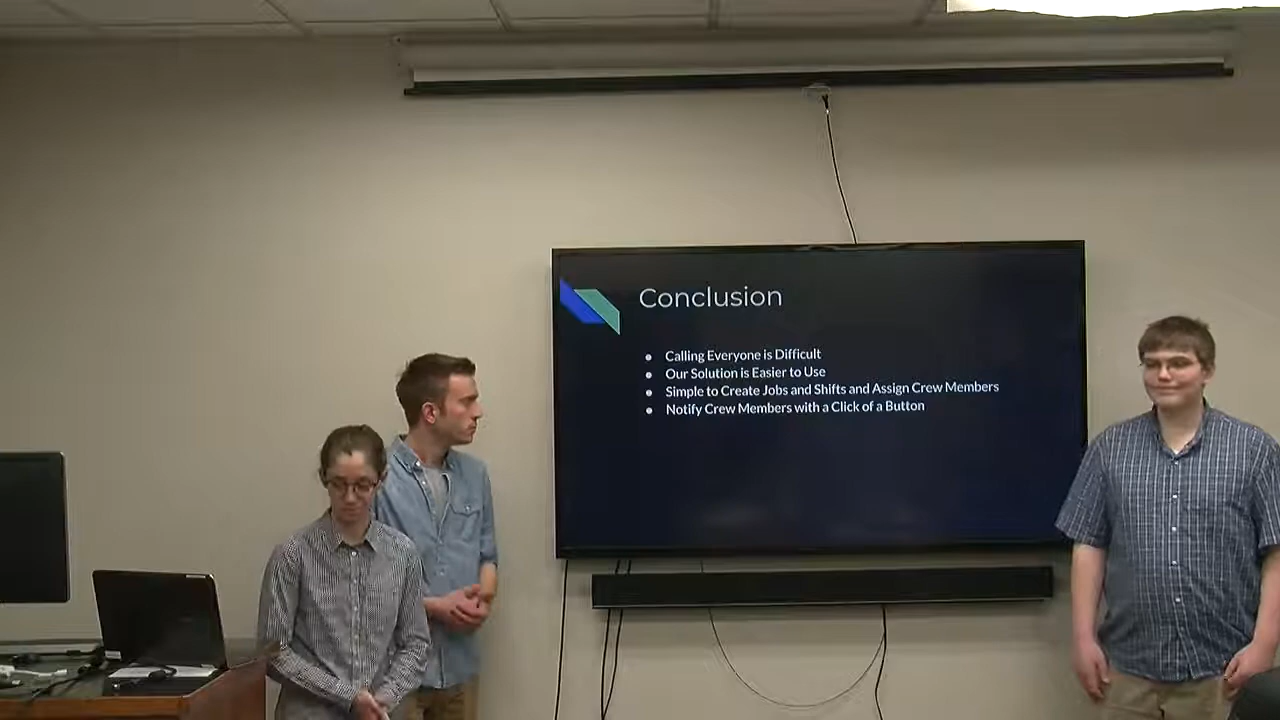 Conclusion
● Calling Everyone is Difficult
● Our Solution is Easier to Use
● Simple to Create Jobs and Shifts and Assign Crew Members
● Notify Crew Members with a Click of a Button